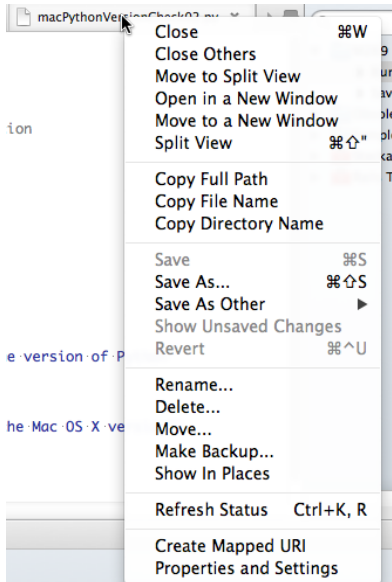 macPythonVersionCheck02.py
Close ⌘W
Close Others
Move to Split View
Open in a New Window
Move to a New Window
Split View ⌘⇧"
ion
Copy Full Path
Copy File Name
Copy Directory Name
Save ⌘S
Save As... ⌘⇧S
Save As Other ▶
Show Unsaved Changes
Revert ⌘^U
e·version·of·P
Rename...
Delete...
he·Mac·OS·X·ve
Move...
Make Backup...
Show In Places
Refresh Status Ctrl+K, R
Create Mapped URI
Properties and Settings